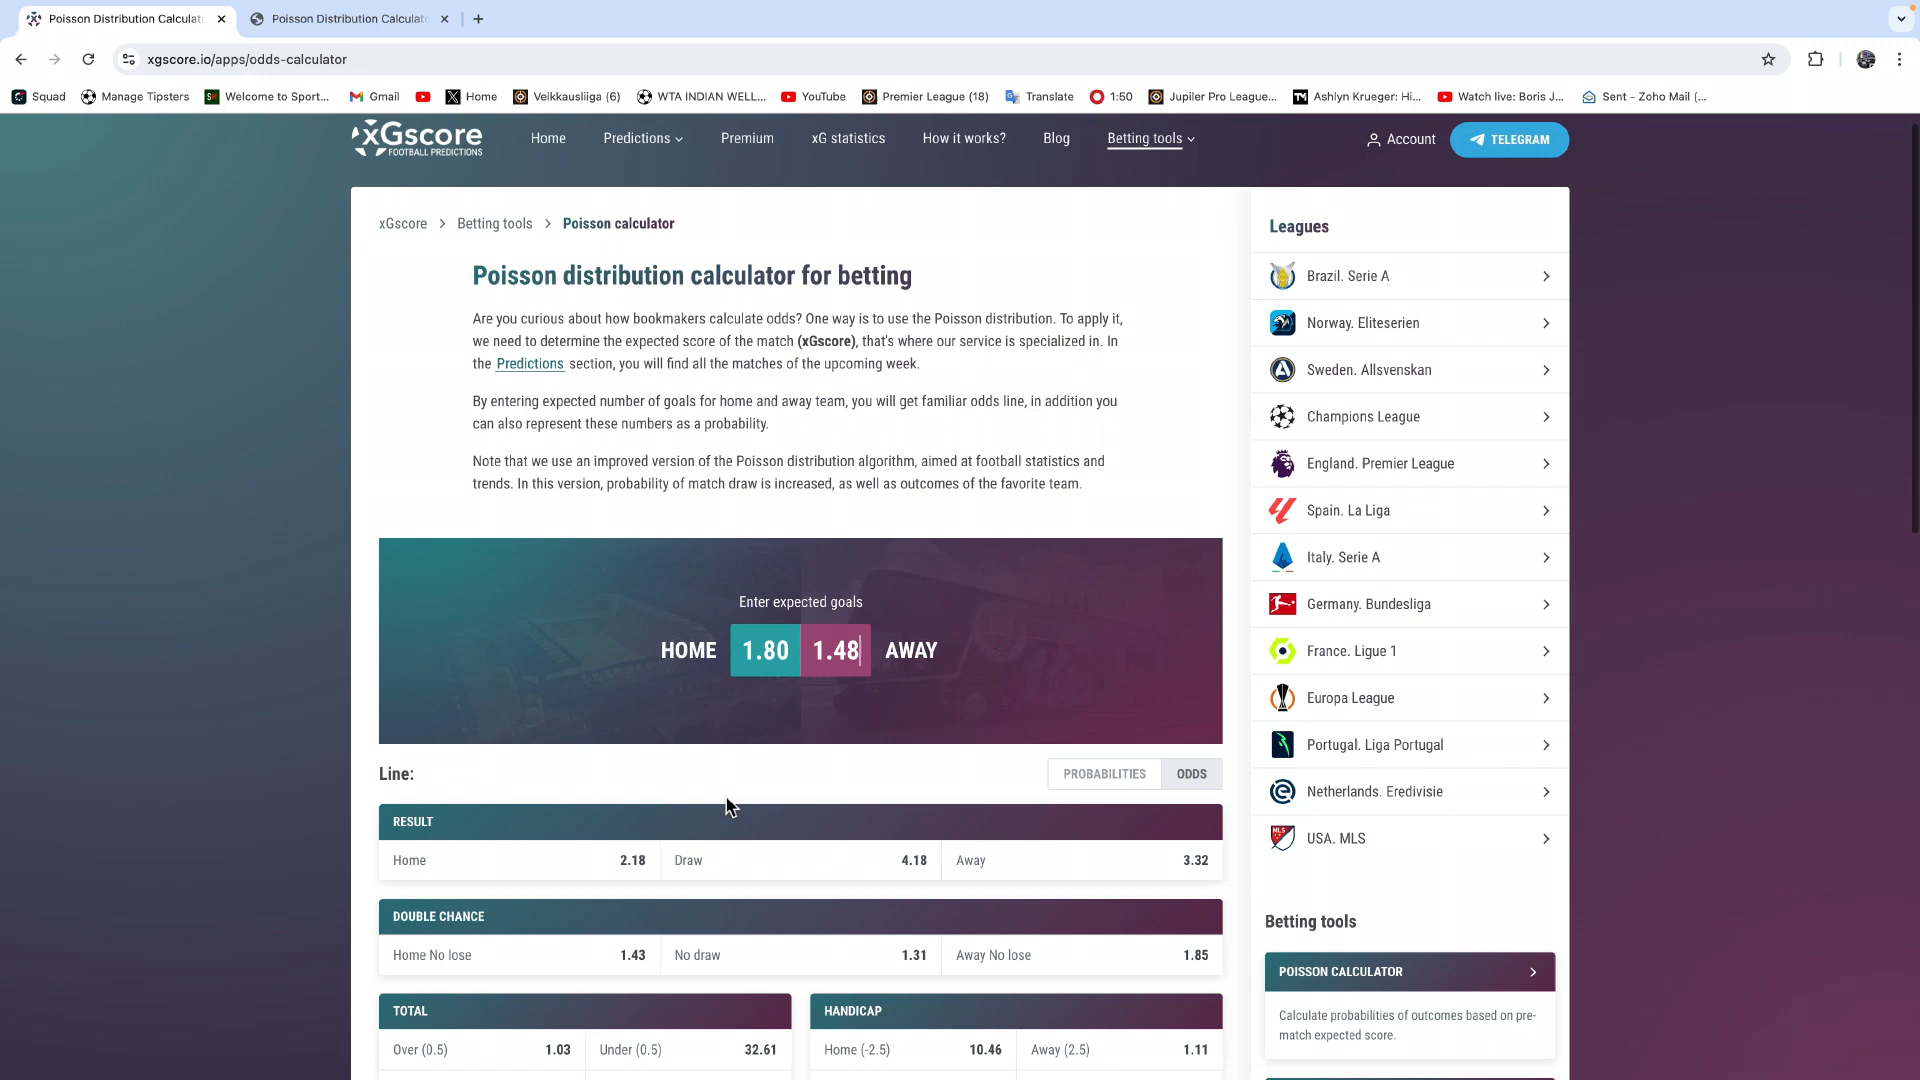 Poisson Distribution Calculat
Poisson Distribution Calculat
xgscore.io/apps/odds-calculator
Squad
Manage Tipsters
Welcome to Sport...
Gmail
Home
Veikkausliiga (6)
WTA INDIAN WELL...
YouTube
Premier League (18)
Translate
1:50
Jupiler Pro League...
Ashlyn Krueger: Hi...
Watch live: Boris J...
Sent - Zoho Mail (...
xGscore
FOOTBALL PREDICTIONS
Home
Predictions
Premium
xG statistics
How it works?
Blog
Betting tools
Account
TELEGRAM
xGscore > Betting tools > Poisson calculator
Poisson distribution calculator for betting
Are you curious about how bookmakers calculate odds? One way is to use the Poisson distribution. To apply it,
we need to determine the expected score of the match (xGscore), that's where our service is specialized in. In
the Predictions section, you will find all the matches of the upcoming week.
By entering expected number of goals for home and away team, you will get familiar odds line, in addition you
can also represent these numbers as a probability.
Note that we use an improved version of the Poisson distribution algorithm, aimed at football statistics and
trends. In this version, probability of match draw is increased, as well as outcomes of the favorite team.
Enter expected goals
HOME 1.80 1.48 AWAY
Line:
PROBABILITIES
ODDS
RESULT
Home 2.18 Draw 4.18 Away 3.32
DOUBLE CHANCE
Home No lose 1.43 No draw 1.31 Away No lose 1.85
TOTAL
Over (0.5) 1.03 Under (0.5) 32.61
HANDICAP
Home (-2.5) 10.46 Away (2.5) 1.11
Leagues
Brazil. Serie A
Norway. Eliteserien
Sweden. Allsvenskan
Champions League
England. Premier League
Spain. La Liga
Italy. Serie A
Germany. Bundesliga
France. Ligue 1
Europa League
Portugal. Liga Portugal
Netherlands. Eredivisie
USA. MLS
Betting tools
POISSON CALCULATOR
Calculate probabilities of outcomes based on pre-
match expected score.